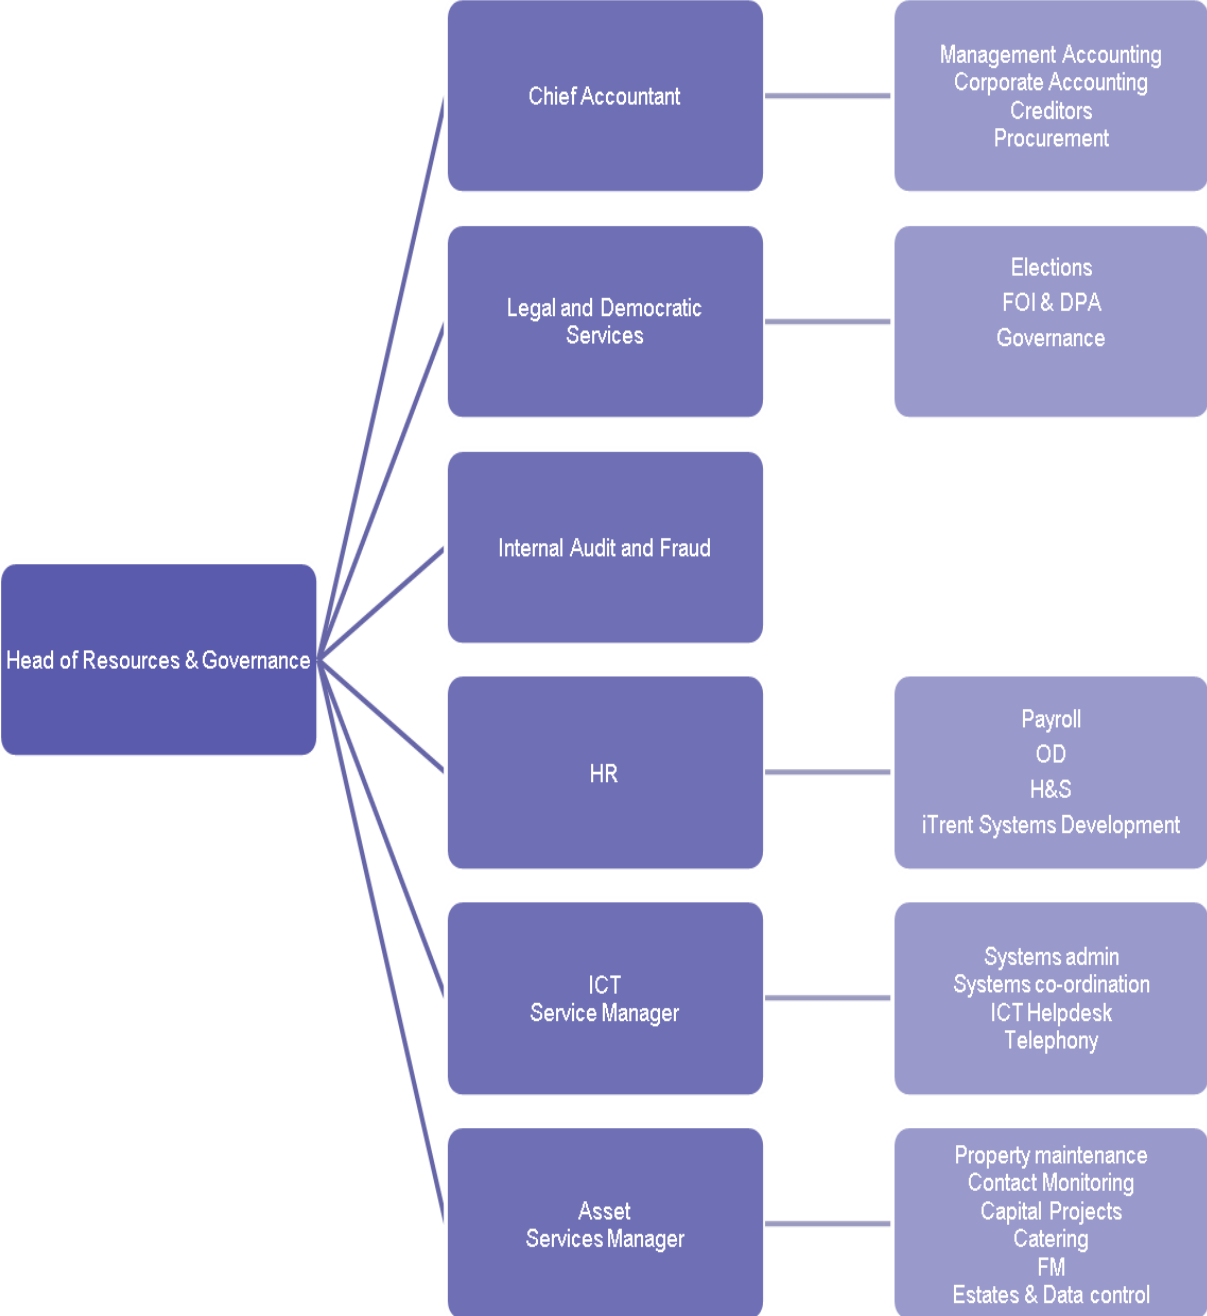 Chief Accountant
Management Accounting
Corporate Accounting
Creditors
Procurement
Legal and Democratic
Services
Elections
FOI & DPA
Governance
Internal Audit and Fraud
Head of Resources & Governance
HR
Payroll
OD
H&S
iTrent Systems Development
ICT
Service Manager
Systems admin
Systems co-ordination
ICT Helpdesk
Telephony
Asset
Services Manager
Property maintenance
Contact Monitoring
Capital Projects
Catering
FM
Estates & Data control